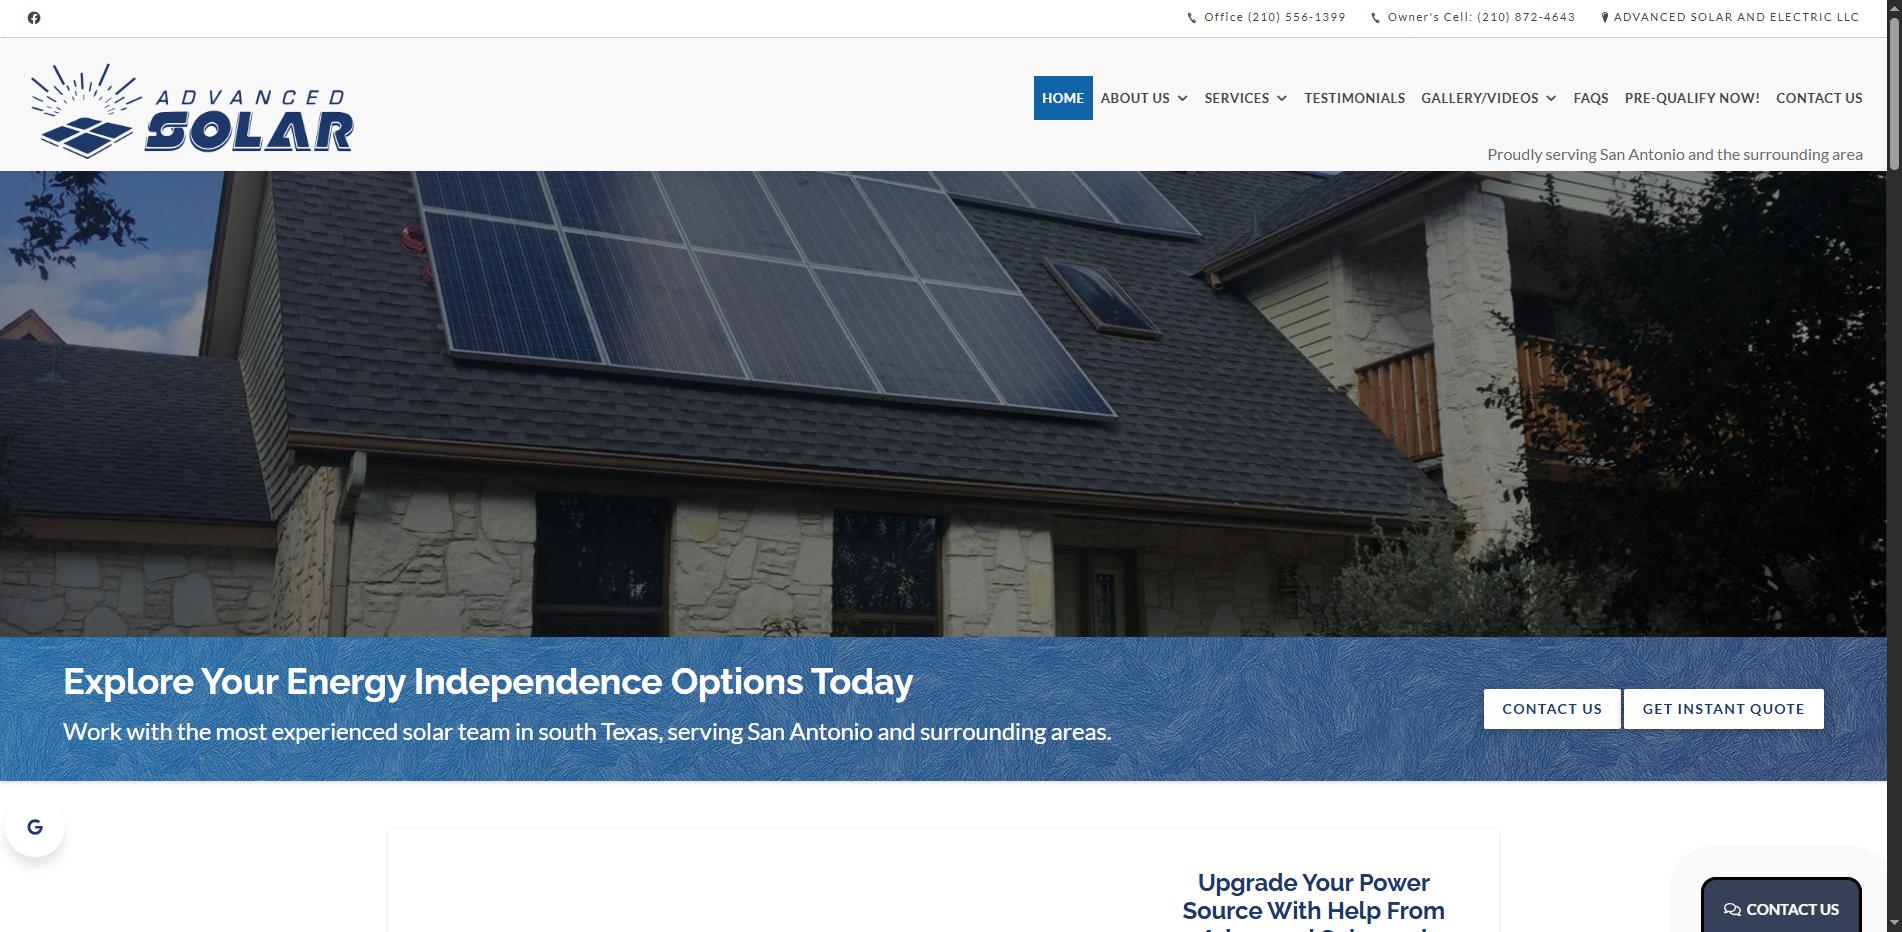 Office (210) 556-1399
Owner's Cell: (210) 872-4643
ADVANCED SOLAR AND ELECTRIC LLC
ADVANCED
SOLAR
HOME
ABOUT US
SERVICES
TESTIMONIALS
GALLERY/VIDEOS
FAQS
PRE-QUALIFY NOW!
CONTACT US
Proudly serving San Antonio and the surrounding area
Explore Your Energy Independence Options Today
Work with the most experienced solar team in south Texas, serving San Antonio and surrounding areas.
CONTACT US
GET INSTANT QUOTE
G
Upgrade Your Power
Source With Help From
CONTACT US